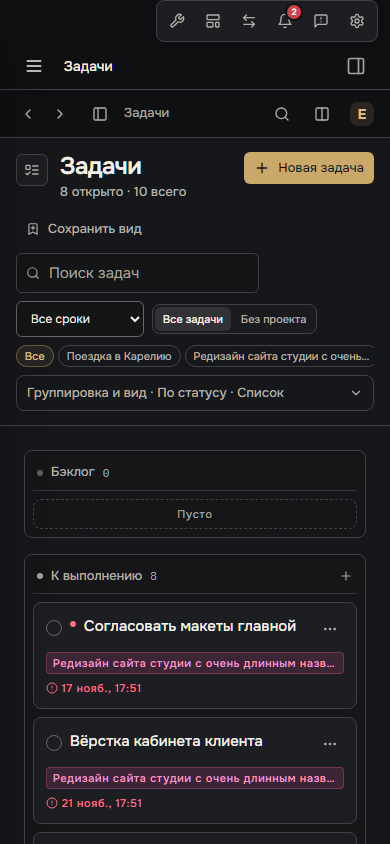 2
Задачи
Задачи
E
Задачи
8 открыто · 10 всего
+ Новая задача
Сохранить вид
Поиск задач
Все сроки
Все задачи
Без проекта
Все
Поездка в Карелию
Редизайн сайта студии с очень…
Группировка и вид · По статусу · Список
Бэклог 0
Пусто
К выполнению 8
Согласовать макеты главной
Редизайн сайта студии с очень длинным назв…
17 нояб., 17:51
Вёрстка кабинета клиента
Редизайн сайта студии с очень длинным назв…
21 нояб., 17:51